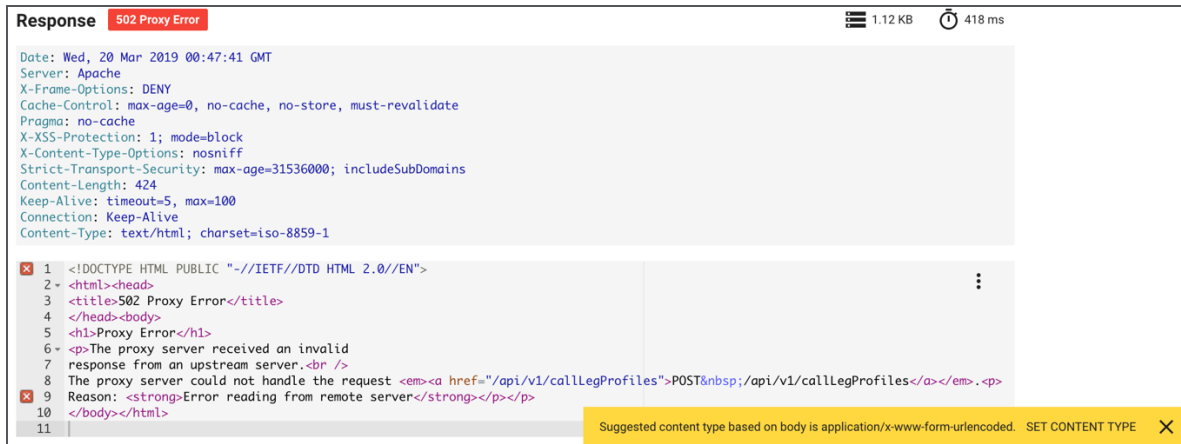 Response 502 Proxy Error 1.12 KB 418 ms
Date: Wed, 20 Mar 2019 00:47:41 GMT
Server: Apache
X-Frame-Options: DENY
Cache-Control: max-age=0, no-cache, no-store, must-revalidate
Pragma: no-cache
X-XSS-Protection: 1; mode=block
X-Content-Type-Options: nosniff
Strict-Transport-Security: max-age=31536000; includeSubDomains
Content-Length: 424
Keep-Alive: timeout=5, max=100
Connection: Keep-Alive
Content-Type: text/html; charset=iso-8859-1
1 <!DOCTYPE HTML PUBLIC "-//IETF//DTD HTML 2.0//EN">
2 <html><head>
3 <title>502 Proxy Error</title>
4 </head><body>
5 <h1>Proxy Error</h1>
6 <p>The proxy server received an invalid
7 response from an upstream server.<br />
8 The proxy server could not handle the request <em><a href="/api/v1/callLegProfiles">POST&nbsp;/api/v1/callLegProfiles</a></em>.<p>
9 Reason: <strong>Error reading from remote server</strong></p></p>
10 </body></html>
11
Suggested content type based on body is application/x-www-form-urlencoded. SET CONTENT TYPE